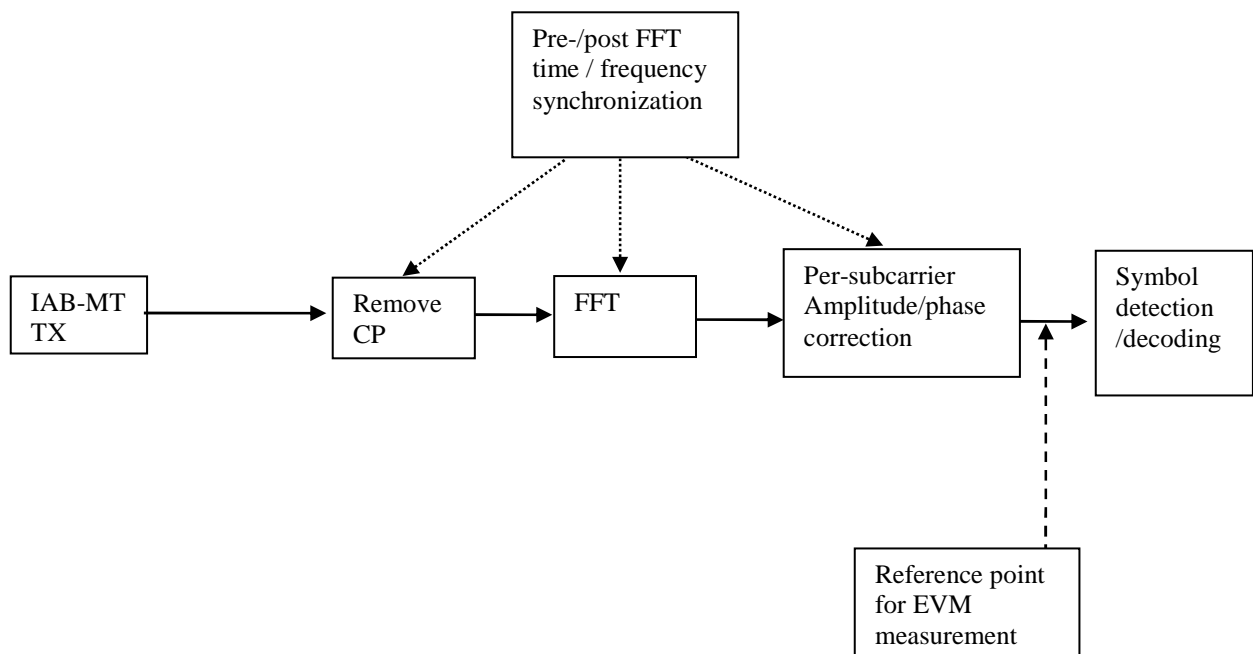 Pre-/post FFT
time / frequency
synchronization
IAB-MT
TX
Remove
CP
FFT
Per-subcarrier
Amplitude/phase
correction
Symbol
detection
/decoding
Reference point
for EVM
measurement